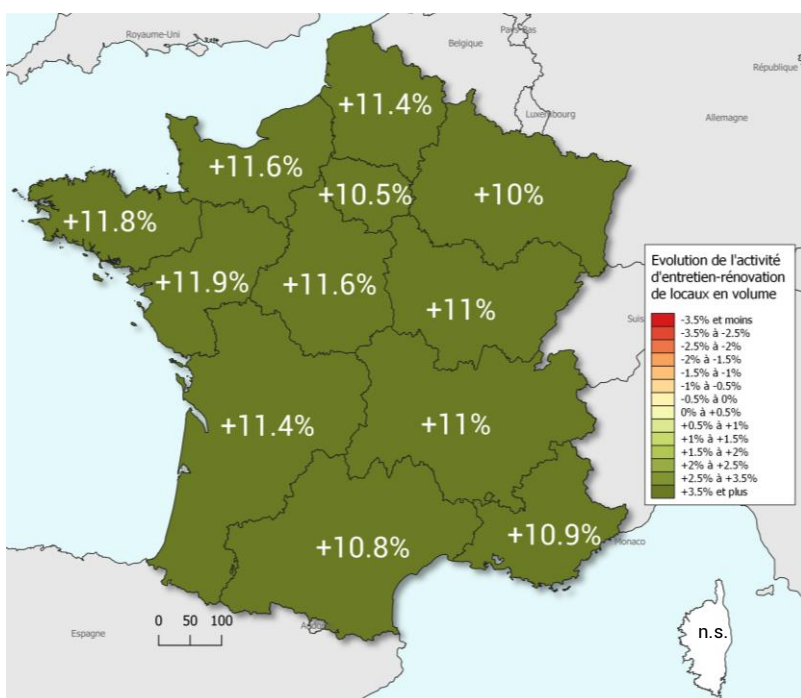 Royaume-Uni
Pays-Bas
Belgique
République
Luxembourg
Allemagne
+11.4%
+11.6%
+10.5%
+10%
+11.8%
+11.9%
+11.6%
+11%
Evolution de l'activité
d'entretien-rénovation
de locaux en volume
-3.5% et moins
-3.5% à -2.5%
-2.5% à -2%
-2% à -1.5%
-1.5% à -1%
-1% à -0.5%
-0.5% à 0%
0% à +0.5%
+0.5% à +1%
+1% à +1.5%
+1.5% à +2%
+2% à +2.5%
+2.5% à +3.5%
+3.5% et plus
Suis
+11.4%
+11%
+10.8%
+10.9%
Monaco
0 50 100
Espagne
n.s.